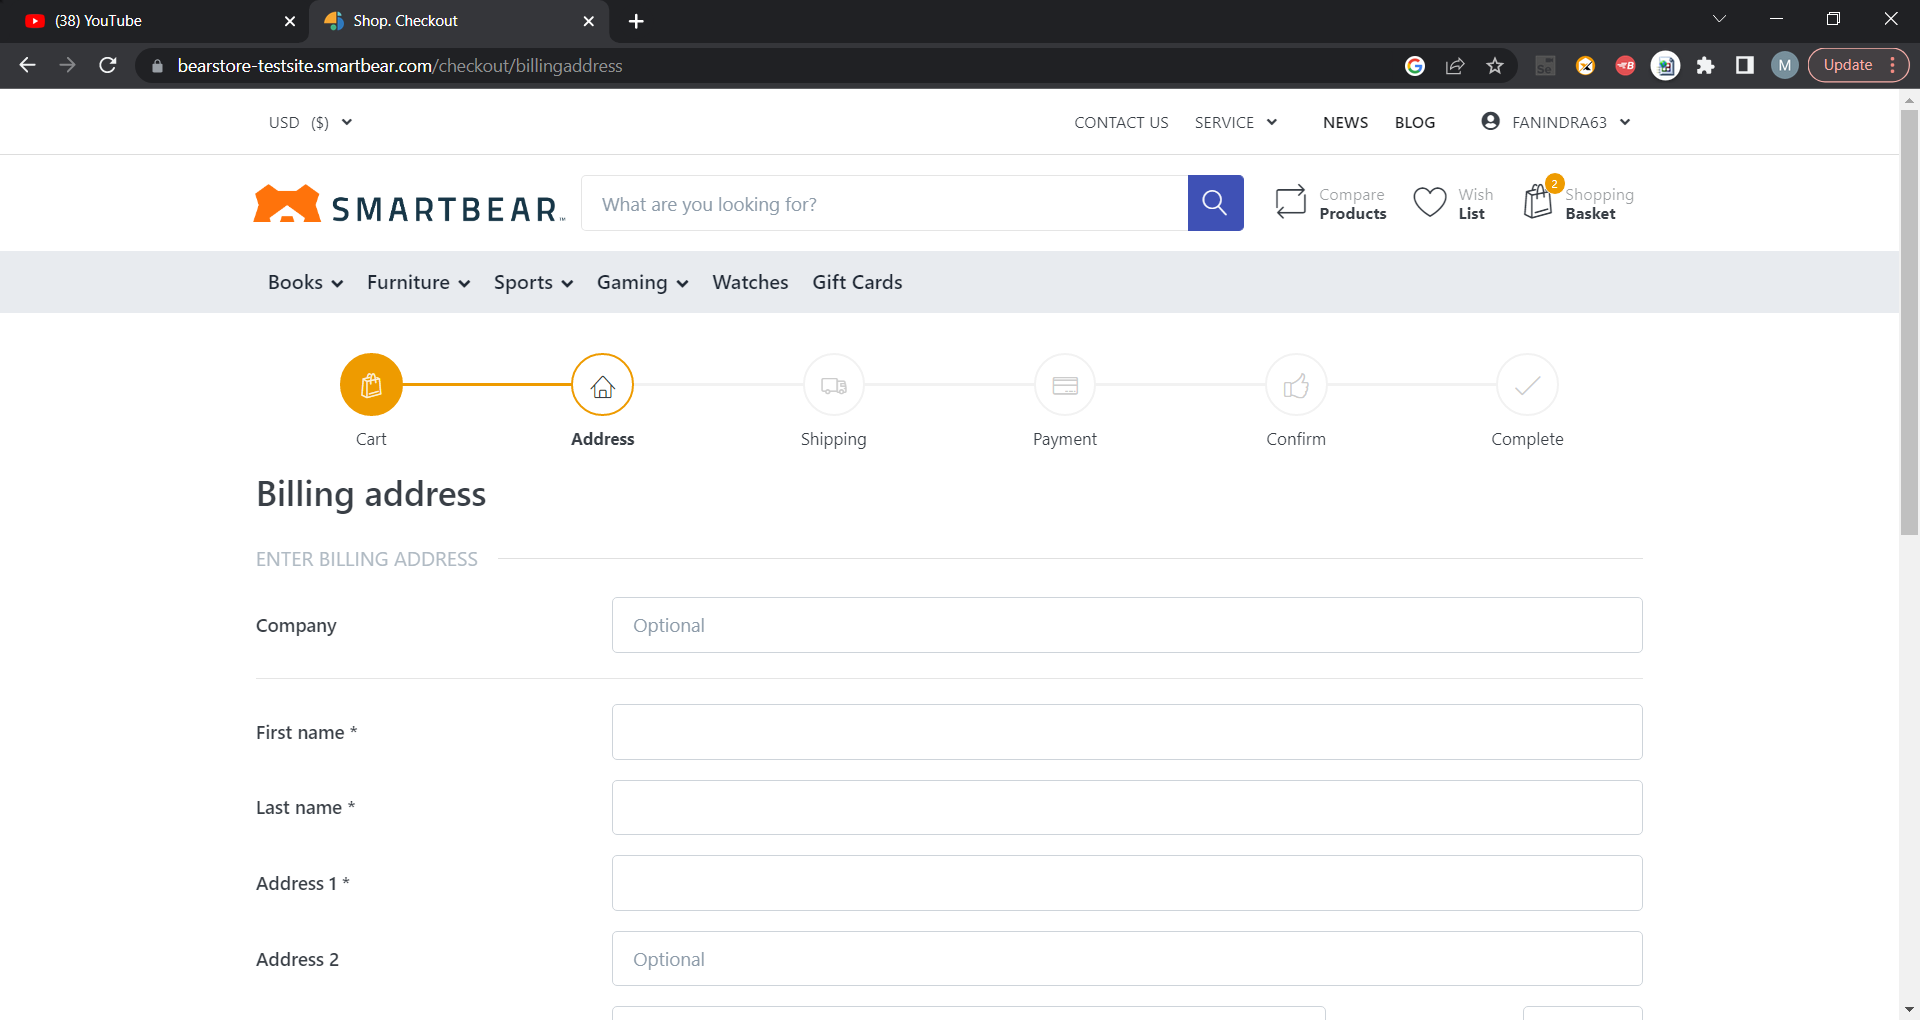 (38) YouTube
Shop. Checkout
bearstore-testsite.smartbear.com/checkout/billingaddress
Se
B
M
Update
USD ($)
CONTACT US
SERVICE
NEWS
BLOG
FANINDRA63
SMARTBEAR™
What are you looking for?
Compare
Products
Wish
List
2
Shopping
Basket
Books
Furniture
Sports
Gaming
Watches
Gift Cards
Cart
Address
Shipping
Payment
Confirm
Complete
Billing address
ENTER BILLING ADDRESS
Company
Optional
First name *
Last name *
Address 1 *
Address 2
Optional